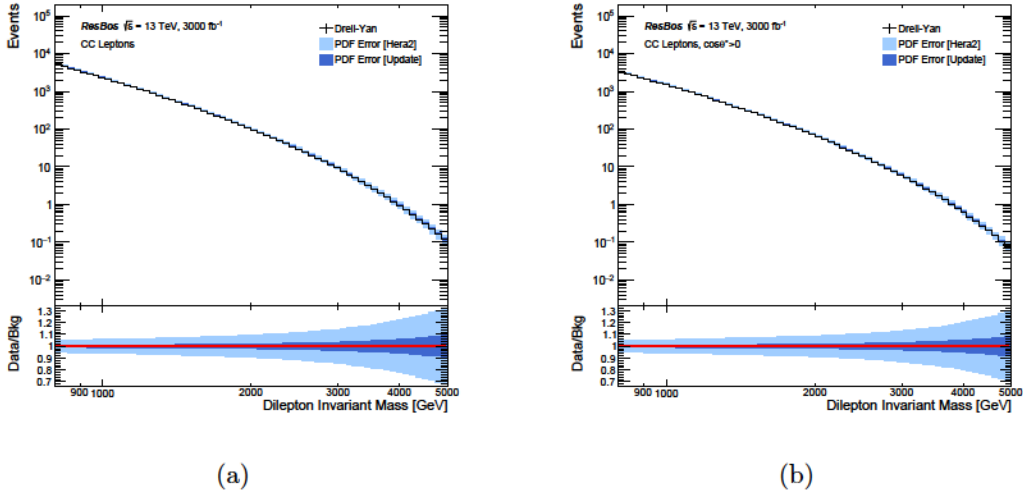 Events
10⁵
10⁴
10³
10²
10
1
10⁻¹
10⁻²
ResBos √s = 13 TeV, 3000 fb⁻¹
CC Leptons
Drell-Yan
PDF Error [Hera2]
PDF Error [Update]
Data/Bkg
1.3
1.2
1.1
1
0.9
0.8
0.7
900 1000 2000 3000 4000 5000
Dilepton Invariant Mass [GeV]
(a)
Events
10⁵
10⁴
10³
10²
10
1
10⁻¹
10⁻²
ResBos √s = 13 TeV, 3000 fb⁻¹
CC Leptons, cosθ*>0
Drell-Yan
PDF Error [Hera2]
PDF Error [Update]
Data/Bkg
1.3
1.2
1.1
1
0.9
0.8
0.7
900 1000 2000 3000 4000 5000
Dilepton Invariant Mass [GeV]
(b)